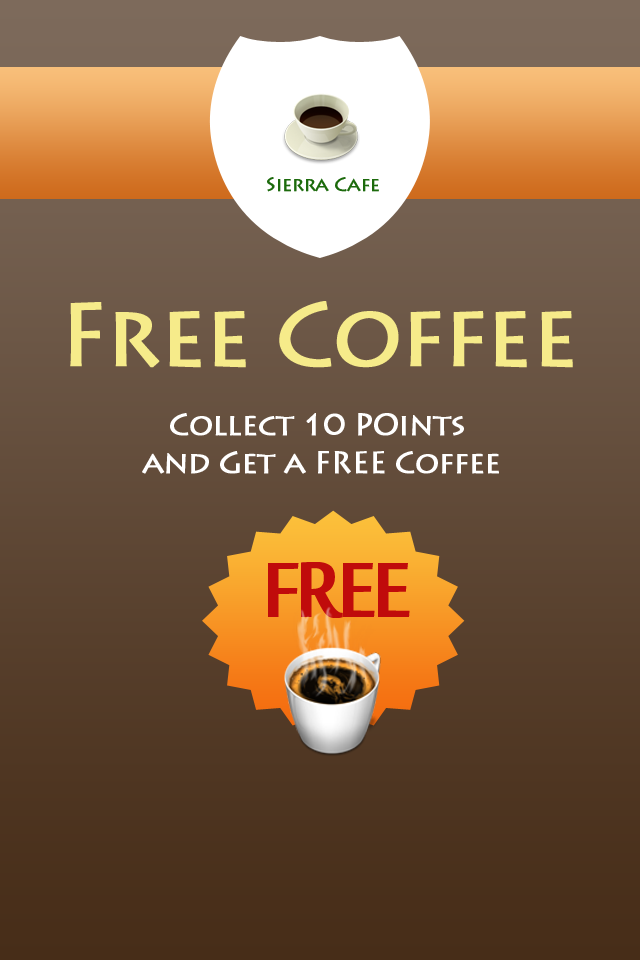 Sierra Cafe
Free Coffee
Collect 10 POints
and Get a FREE Coffee
FREE